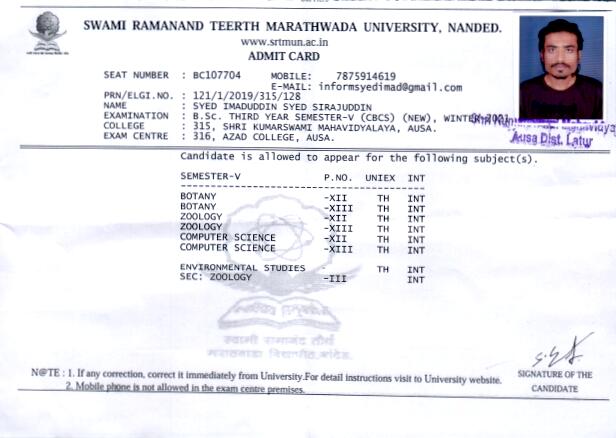 SWAMI RAMANAND TEERTH MARATHWADA UNIVERSITY, NANDED.
www.srtmun.ac.in
ADMIT CARD
SEAT NUMBER : BC107704 MOBILE: 7875914619
E-MAIL: informsyedimad@gmail.com
PRN/ELGI.NO. : 121/1/2019/315/128
NAME : SYED IMADUDDIN SYED SIRAJUDDIN
EXAMINATION : B.Sc. THIRD YEAR SEMESTER-V (CBCS) (NEW), WINTER-2021
COLLEGE : 315, SHRI KUMARSWAMI MAHAVIDYALAYA, AUSA.
EXAM CENTRE : 316, AZAD COLLEGE, AUSA.
Ausa Dist. Latur
Candidate is allowed to appear for the following subject(s).
SEMESTER-V P.NO. UNIEX INT
BOTANY -XII TH INT
BOTANY -XIII TH INT
ZOOLOGY -XII TH INT
ZOOLOGY -XIII TH INT
COMPUTER SCIENCE -XII TH INT
COMPUTER SCIENCE -XIII TH INT
ENVIRONMENTAL STUDIES - TH INT
SEC: ZOOLOGY -III INT
स्वामी रामानंद तीर्थ
मराठवाडा विद्यापीठ, नांदेड.
N@TE : 1. If any correction, correct it immediately from University.For detail instructions visit to University website.
2. Mobile phone is not allowed in the exam centre premises.
SIGNATURE OF THE
CANDIDATE